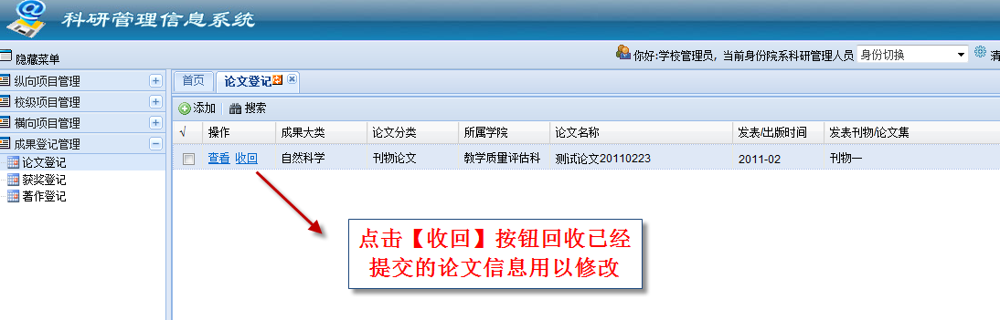 科研管理信息系统
隐藏菜单
你好:学校管理员, 当前身份院系科研管理人员 身份切换 清
纵向项目管理
校级项目管理
横向项目管理
成果登记管理
论文登记
获奖登记
著作登记
首页 论文登记
添加 搜索
√ 操作 成果大类 论文分类 所属学院 论文名称 发表/出版时间 发表刊物/论文集
查看 收回 自然科学 刊物论文 教学质量评估科 测试论文20110223 2011-02 刊物一
点击【收回】按钮回收已经
提交的论文信息用以修改